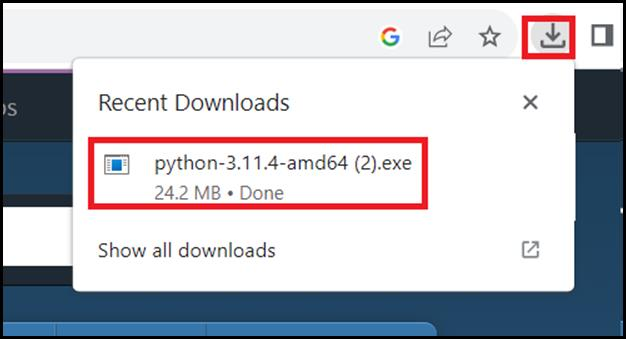 Recent Downloads
python-3.11.4-amd64 (2).exe
24.2 MB • Done
Show all downloads